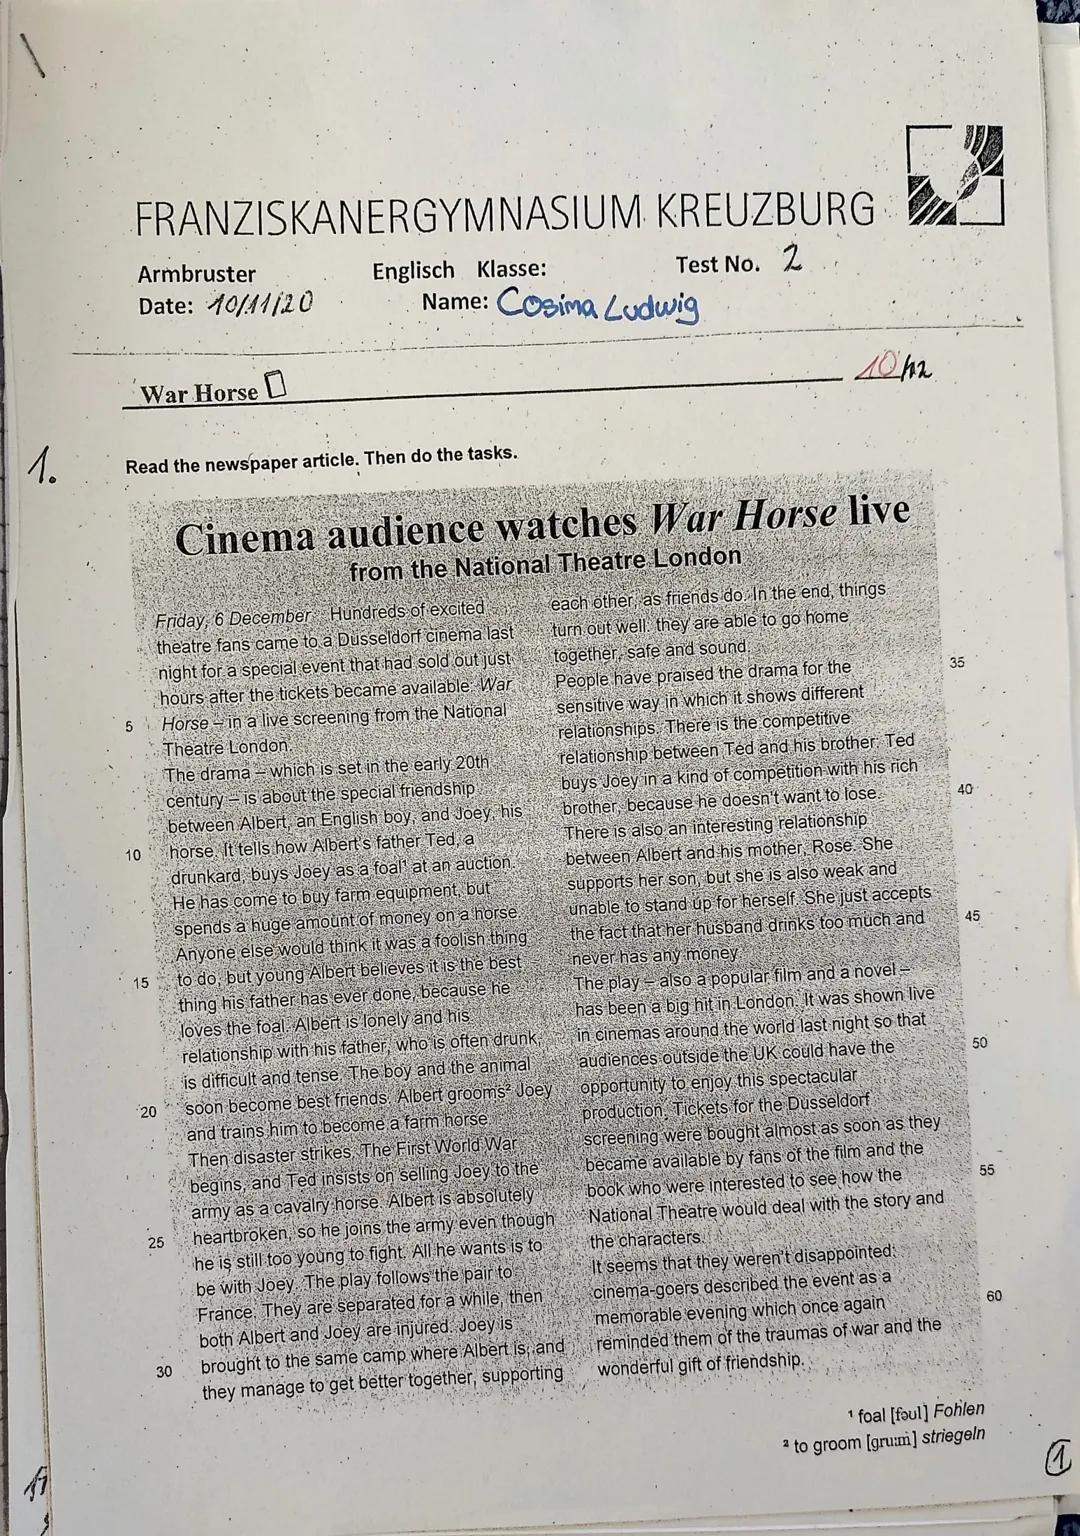 FRANZISKANERGYMNASIUM KREUZBURG
Armbruster Englisch Klasse: Test No. 2
Date: 10/11/20 Name: Cosima Ludwig
War Horse 10/12
1.
Read the newspaper article. Then do the tasks.
Cinema audience watches War Horse live
from the National Theatre London
Friday, 6 December Hundreds of excited
theatre fans came to a Dusseldorf cinema last
night for a special event that had sold out just
hours after the tickets became available: War
5 Horse – in a live screening from the National
Theatre London.
The drama – which is set in the early 20th
century – is about the special friendship
between Albert, an English boy, and Joey, his
10 horse. It tells how Albert's father Ted, a
drunkard, buys Joey as a foal¹ at an auction.
He has come to buy farm equipment, but
spends a huge amount of money on a horse.
Anyone else would think it was a foolish thing
15 to do, but young Albert believes it is the best
thing his father has ever done, because he
loves the foal. Albert is lonely and his
relationship with his father, who is often drunk,
is difficult and tense. The boy and the animal
20 soon become best friends. Albert grooms² Joey
and trains him to become a farm horse.
Then disaster strikes. The First World War
begins, and Ted insists on selling Joey to the
army as a cavalry horse. Albert is absolutely
25 heartbroken, so he joins the army even though
he is still too young to fight. All he wants is to
be with Joey. The play follows the pair to
France. They are separated for a while, then
both Albert and Joey are injured. Joey is
30 brought to the same camp where Albert is, and
they manage to get better together, supporting
each other, as friends do. In the end, things
turn out well: they are able to go home
together, safe and sound.
35
People have praised the drama for the
sensitive way in which it shows different
relationships. There is the competitive
relationship between Ted and his brother. Ted
buys Joey in a kind of competition with his rich
40
brother, because he doesn't want to lose.
There is also an interesting relationship
between Albert and his mother, Rose. She
supports her son, but she is also weak and
unable to stand up for herself. She just accepts
45
the fact that her husband drinks too much and
never has any money.
The play – also a popular film and a novel –
has been a big hit in London. It was shown live
in cinemas around the world last night so that
50
audiences outside the UK could have the
opportunity to enjoy this spectacular
production. Tickets for the Dusseldorf
screening were bought almost as soon as they
became available by fans of the film and the
55
book who were interested to see how the
National Theatre would deal with the story and
the characters.
It seems that they weren't disappointed:
cinema-goers described the event as a
60
memorable evening which once again
reminded them of the traumas of war and the
wonderful gift of friendship.
¹ foal [fəʊl] Fohlen
² to groom [gruːm] striegeln
1